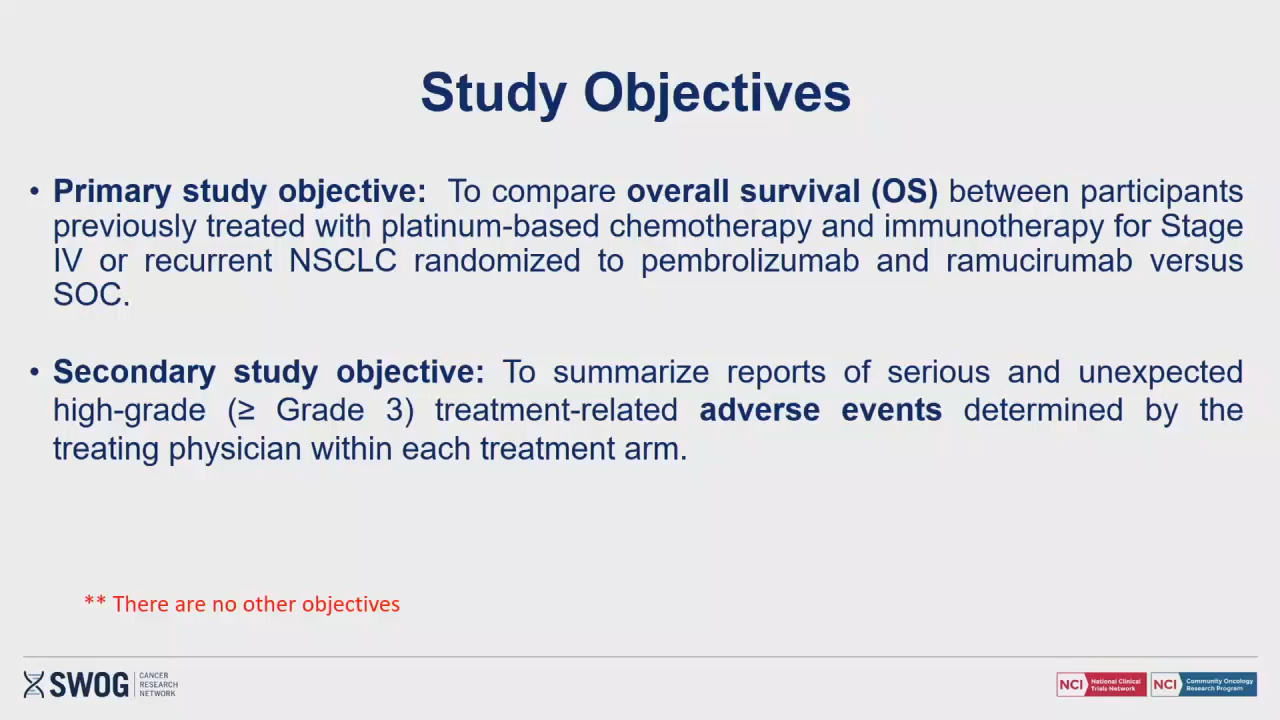 Study Objectives
• Primary study objective: To compare overall survival (OS) between participants
previously treated with platinum-based chemotherapy and immunotherapy for Stage
IV or recurrent NSCLC randomized to pembrolizumab and ramucirumab versus
SOC.
• Secondary study objective: To summarize reports of serious and unexpected
high-grade (≥ Grade 3) treatment-related adverse events determined by the
treating physician within each treatment arm.
** There are no other objectives
SWOG
CANCER
RESEARCH
NETWORK
NCI
National Clinical
Trials Network
NCI
Community Oncology
Research Program